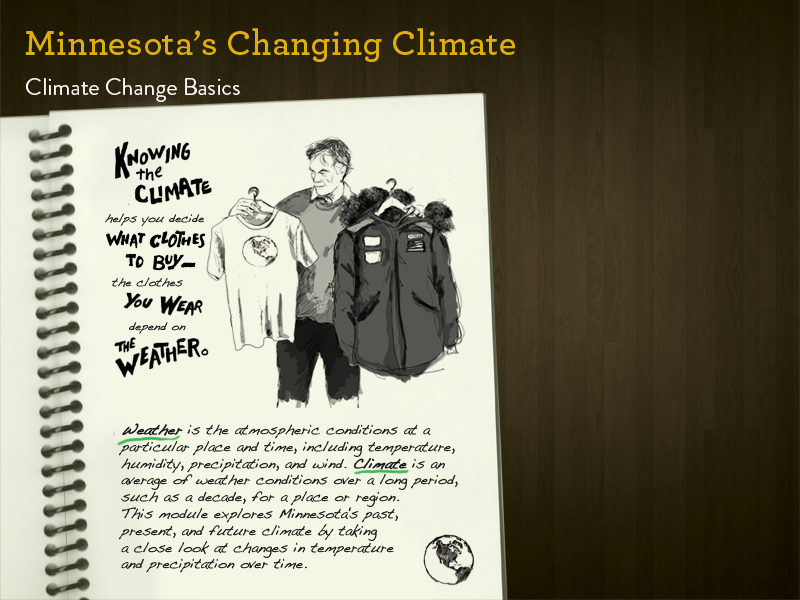 Minnesota's Changing Climate
Climate Change Basics
KNOWING
the
CLIMATE
helps you decide
WHAT CLOTHES
TO BUY—
the clothes
YOU WEAR
depend on
THE
WEATHER.
Weather is the atmospheric conditions at a
particular place and time, including temperature,
humidity, precipitation, and wind. Climate is an
average of weather conditions over a long period,
such as a decade, for a place or region.
This module explores Minnesota's past,
present, and future climate by taking
a close look at changes in temperature
and precipitation over time.